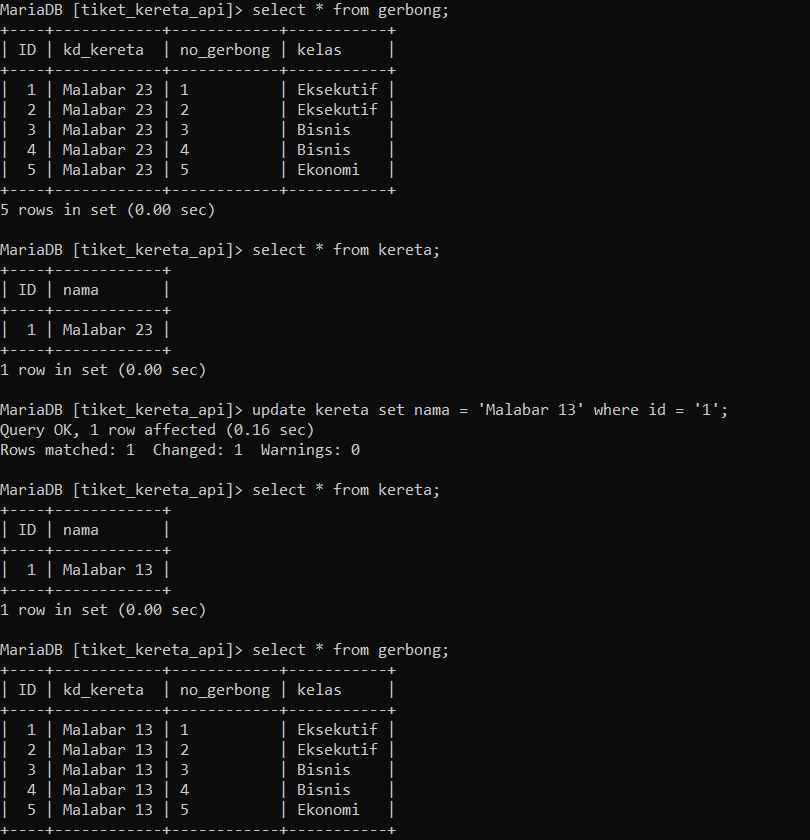 MariaDB [tiket_kereta_api]> select * from gerbong;
+----+------------+------------+-----------+
| ID | kd_kereta  | no_gerbong | kelas     |
+----+------------+------------+-----------+
|  1 | Malabar 23 | 1          | Eksekutif |
|  2 | Malabar 23 | 2          | Eksekutif |
|  3 | Malabar 23 | 3          | Bisnis    |
|  4 | Malabar 23 | 4          | Bisnis    |
|  5 | Malabar 23 | 5          | Ekonomi   |
+----+------------+------------+-----------+
5 rows in set (0.00 sec)

MariaDB [tiket_kereta_api]> select * from kereta;
+----+------------+
| ID | nama       |
+----+------------+
|  1 | Malabar 23 |
+----+------------+
1 row in set (0.00 sec)

MariaDB [tiket_kereta_api]> update kereta set nama = 'Malabar 13' where id = '1';
Query OK, 1 row affected (0.16 sec)
Rows matched: 1  Changed: 1  Warnings: 0

MariaDB [tiket_kereta_api]> select * from kereta;
+----+------------+
| ID | nama       |
+----+------------+
|  1 | Malabar 13 |
+----+------------+
1 row in set (0.00 sec)

MariaDB [tiket_kereta_api]> select * from gerbong;
+----+------------+------------+-----------+
| ID | kd_kereta  | no_gerbong | kelas     |
+----+------------+------------+-----------+
|  1 | Malabar 13 | 1          | Eksekutif |
|  2 | Malabar 13 | 2          | Eksekutif |
|  3 | Malabar 13 | 3          | Bisnis    |
|  4 | Malabar 13 | 4          | Bisnis    |
|  5 | Malabar 13 | 5          | Ekonomi   |
+----+------------+------------+-----------+